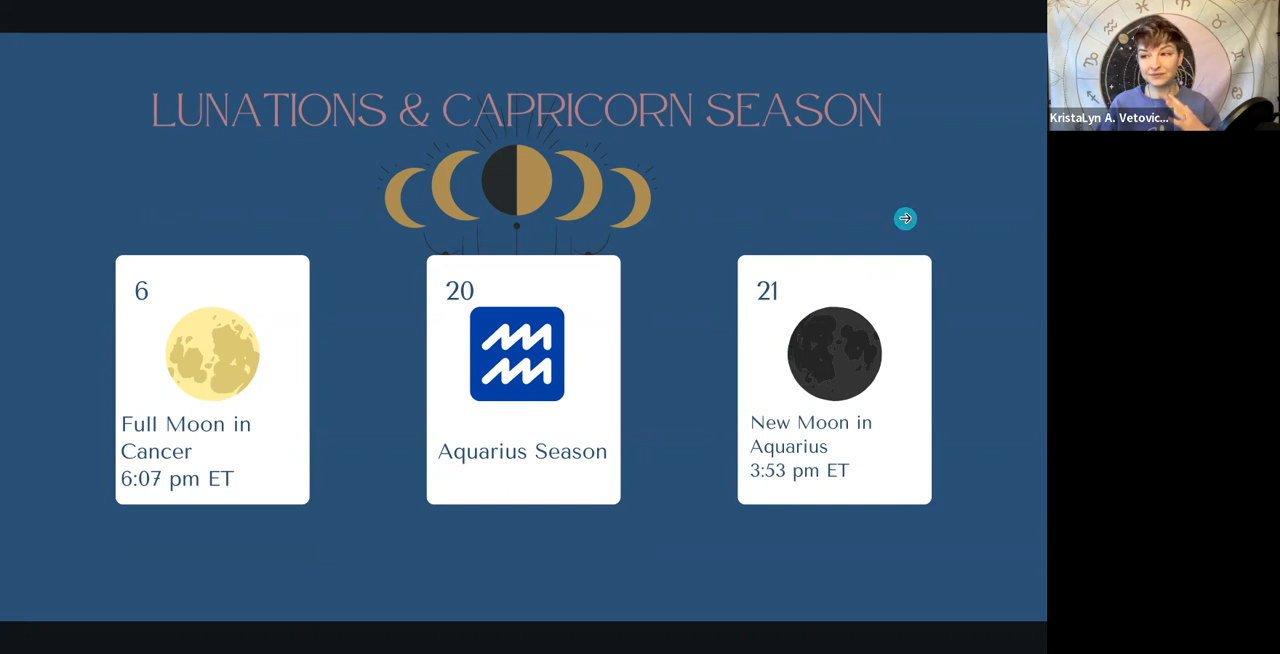 LUNATIONS & CAPRICORN SEASON
6
Full Moon in
Cancer
6:07 pm ET
20
Aquarius Season
21
New Moon in
Aquarius
3:53 pm ET
KristaLyn A. Vetovic...